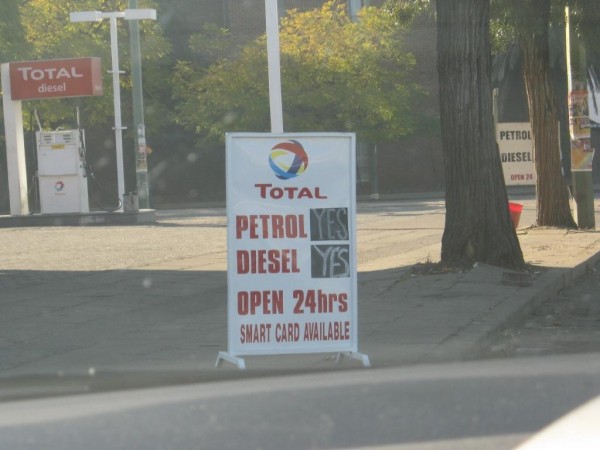 TOTAL
diesel
TOTAL
PETROL YES
DIESEL YES
OPEN 24hrs
SMART CARD AVAILABLE
PETROL
DIESEL
OPEN 24